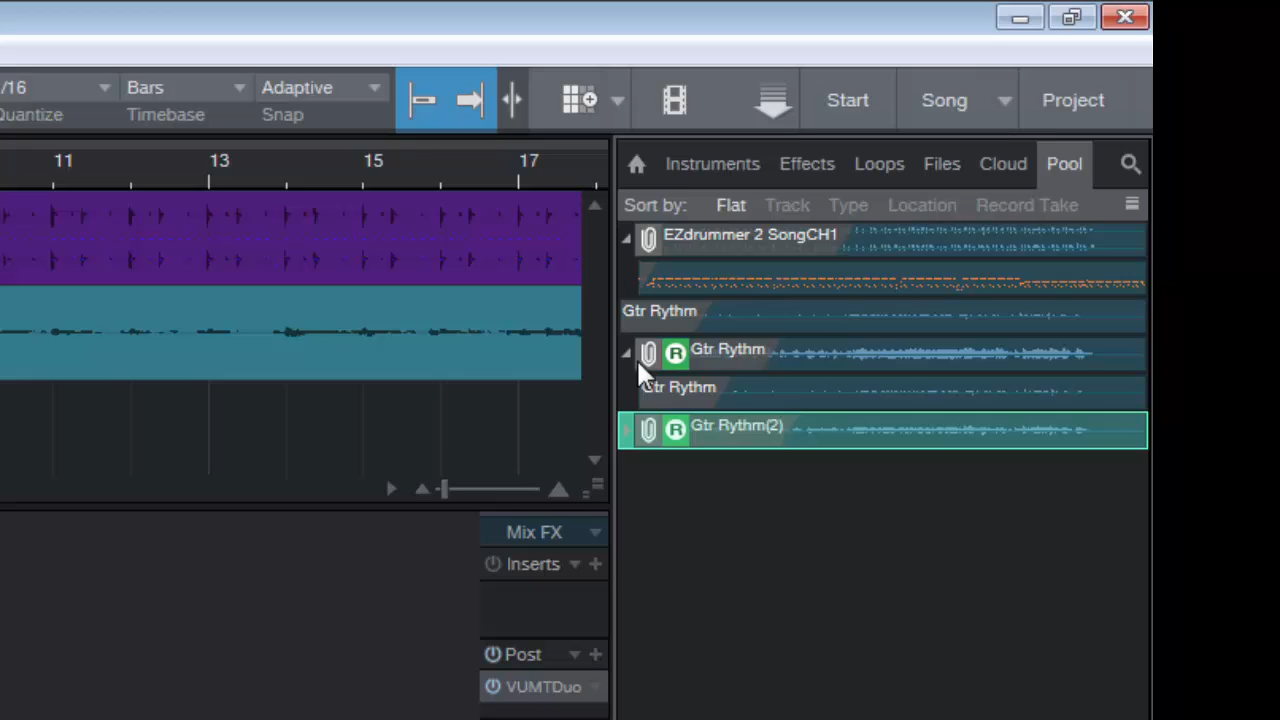 /16
Bars
Adaptive
Quantize
Timebase
Snap
Start
Song
Project
11
13
15
17
Instruments
Effects
Loops
Files
Cloud
Pool
Sort by:
Flat
Track
Type
Location
Record Take
EZdrummer 2 SongCH1
Gtr Rythm
R
Gtr Rythm
Gtr Rythm
R
Gtr Rythm(2)
Mix FX
Inserts
Post
VUMTDuo